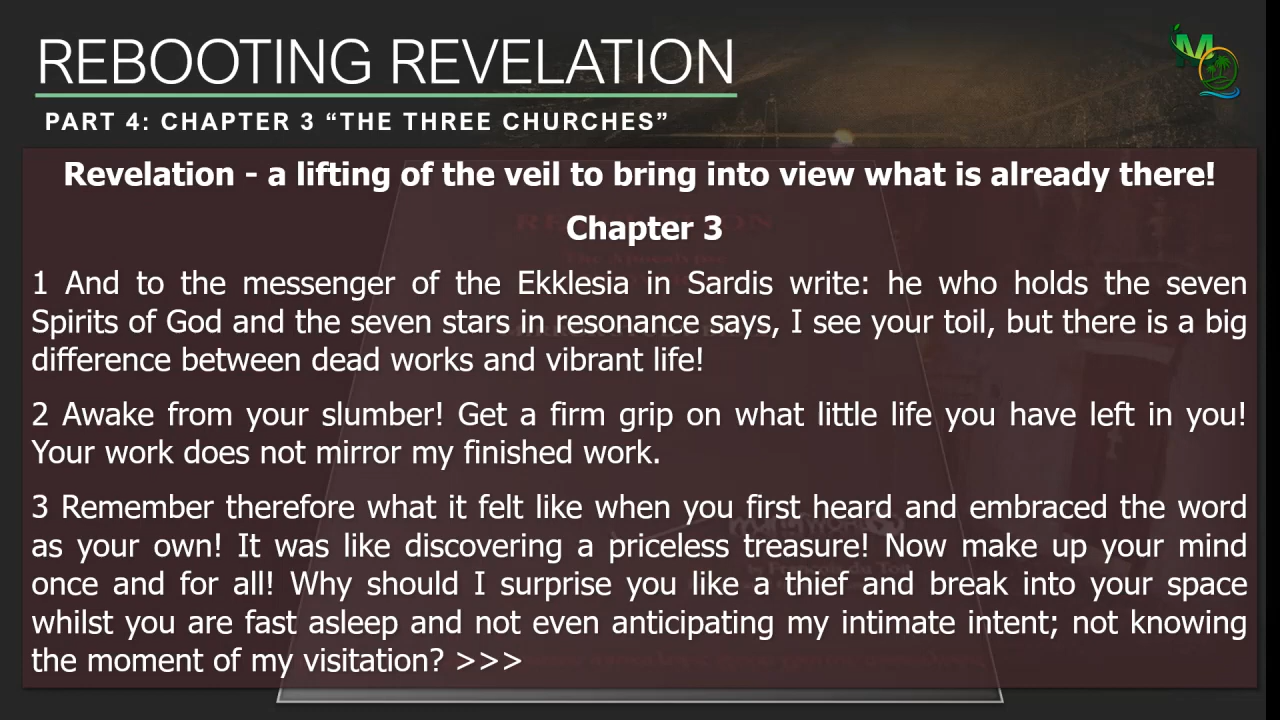 REBOOTING REVELATION
PART 4: CHAPTER 3 “THE THREE CHURCHES”
Revelation - a lifting of the veil to bring into view what is already there!
Chapter 3
1 And to the messenger of the Ekklesia in Sardis write: he who holds the seven
Spirits of God and the seven stars in resonance says, I see your toil, but there is a big
difference between dead works and vibrant life!
2 Awake from your slumber! Get a firm grip on what little life you have left in you!
Your work does not mirror my finished work.
3 Remember therefore what it felt like when you first heard and embraced the word
as your own! It was like discovering a priceless treasure! Now make up your mind
once and for all! Why should I surprise you like a thief and break into your space
whilst you are fast asleep and not even anticipating my intimate intent; not knowing
the moment of my visitation? >>>